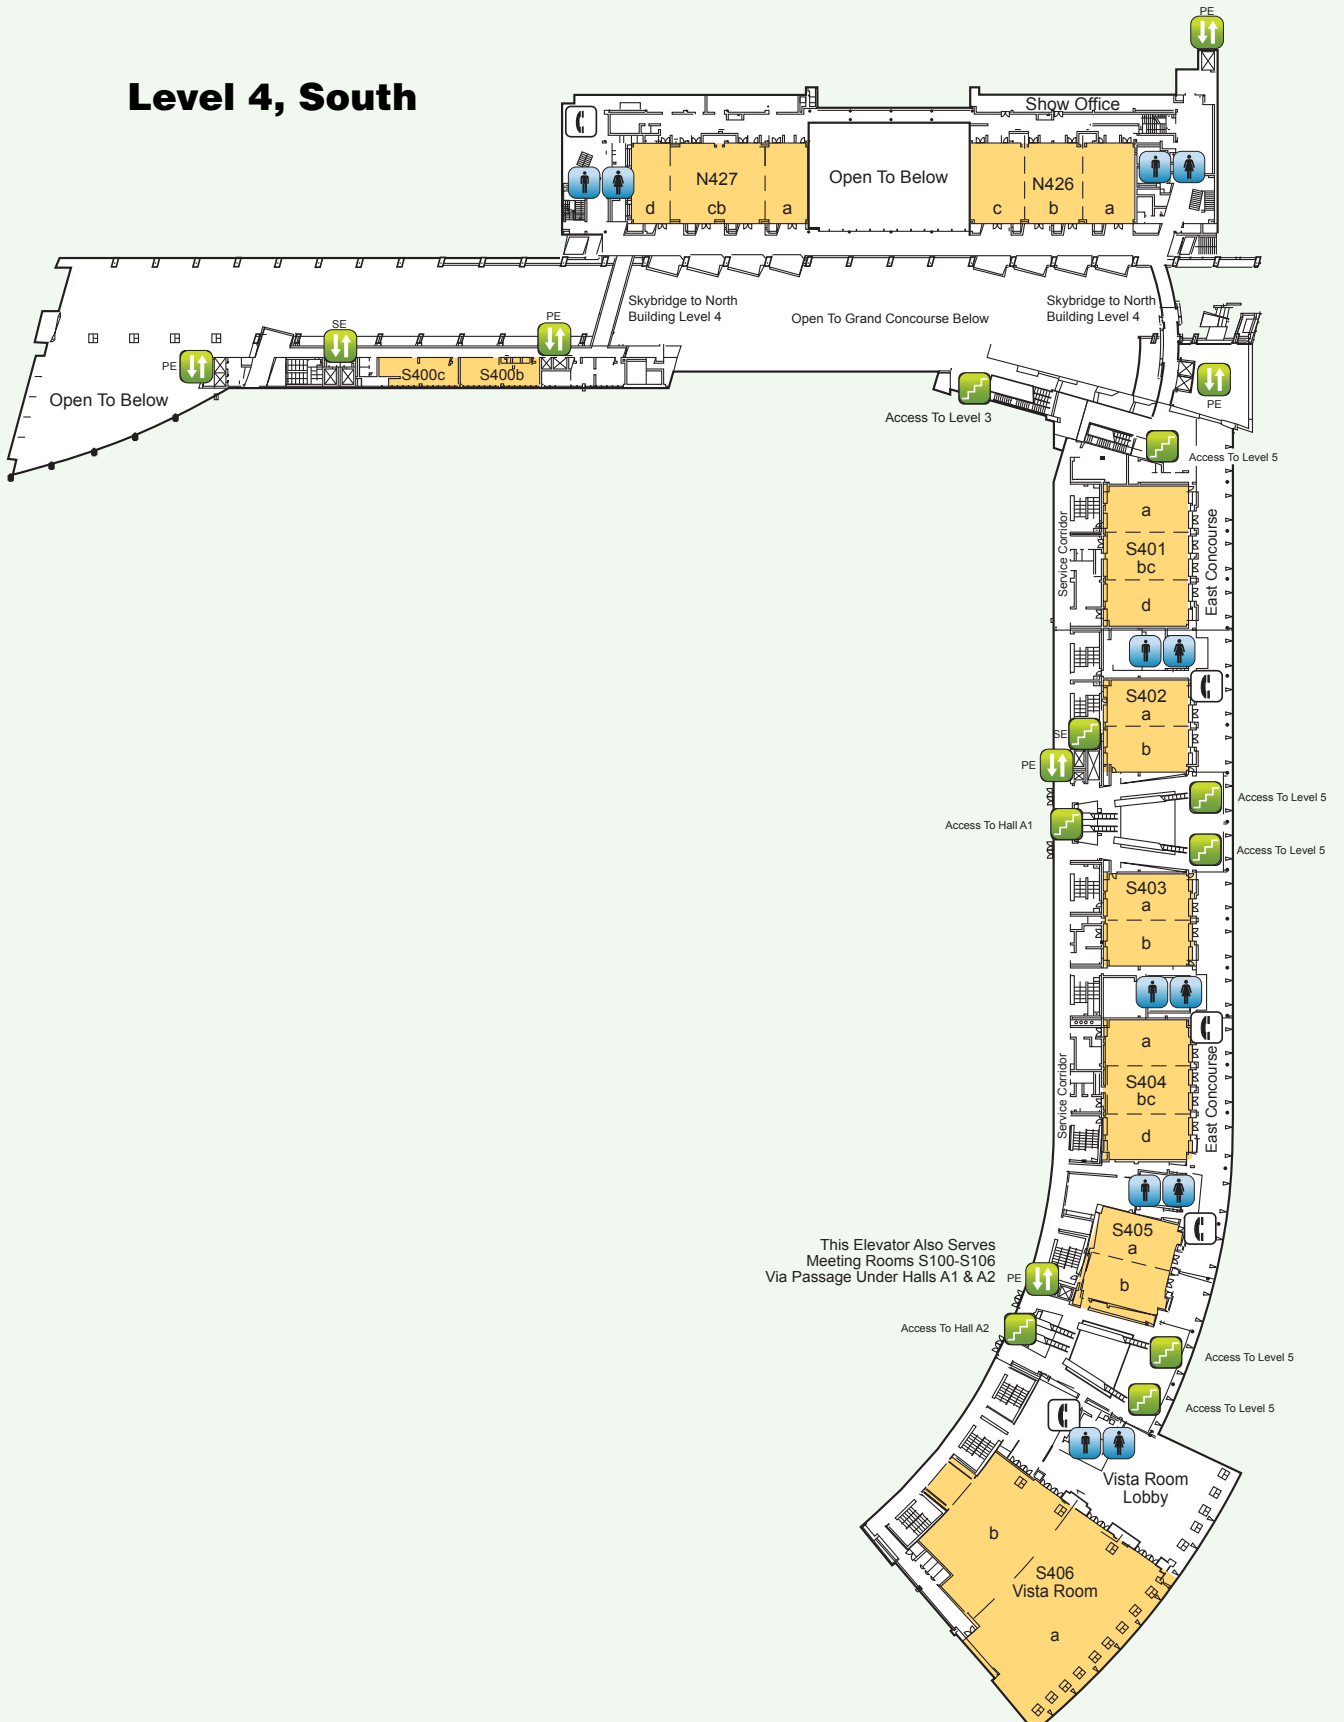 PE
Level 4, South
Show Office
N427
d
cb
a
Open To Below
N426
c
b
a
Skybridge to North
Building Level 4
Open To Grand Concourse Below
Skybridge to North
Building Level 4
SE
PE
PE
S400c
S400b
Open To Below
PE
Access To Level 3
Access To Level 5
Service Corridor
a
S401
bc
d
East Concourse
S402
a
b
SE
PE
Access To Level 5
Access To Hall A1
Access To Level 5
S403
a
b
Service Corridor
a
S404
bc
d
East Concourse
S405
a
b
This Elevator Also Serves
Meeting Rooms S100-S106
Via Passage Under Halls A1 & A2
PE
Access To Hall A2
Access To Level 5
Access To Level 5
Vista Room
Lobby
b
S406
Vista Room
a